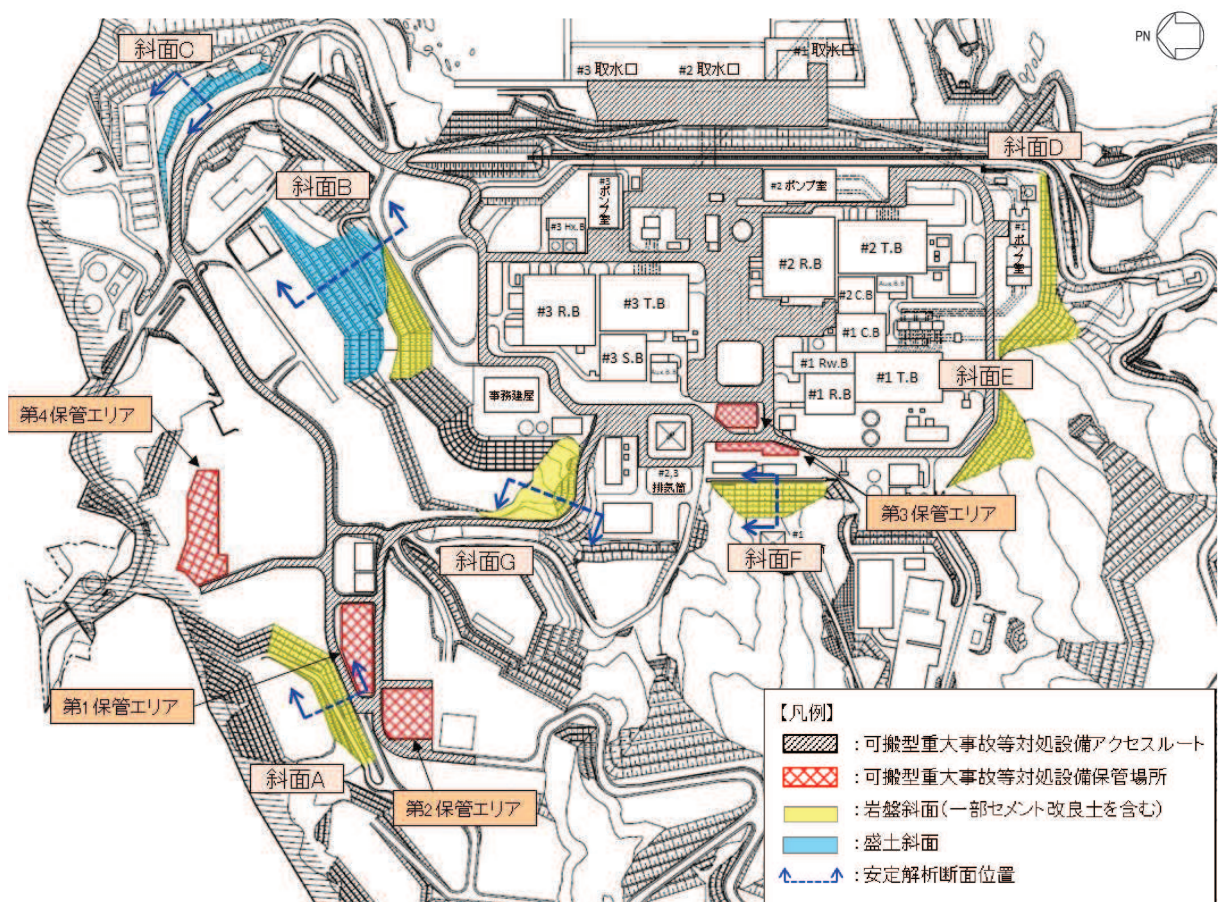 斜面C
#1 取水口
PN
#3 取水口
#2 取水口
斜面D
斜面B
#3
ポンプ室
#2 ポンプ室
#1
ポンプ室
#3 Hx.B
#2 R.B
#2 T.B
#3 R.B
#3 T.B
#2 C.B
Aux.B.B
#1 C.B
#3 S.B
Aux.B.B
#1 Rw.B
#1 T.B
#1 R.B
斜面E
事務建屋
第4保管エリア
#2,3
排気筒
第3保管エリア
斜面G
斜面F
#1
第1保管エリア
斜面A
第2保管エリア
【凡例】
:可搬型重大事故等対処設備アクセスルート
:可搬型重大事故等対処設備保管場所
:岩盤斜面(一部セメント改良土を含む)
:盛土斜面
:安定解析断面位置